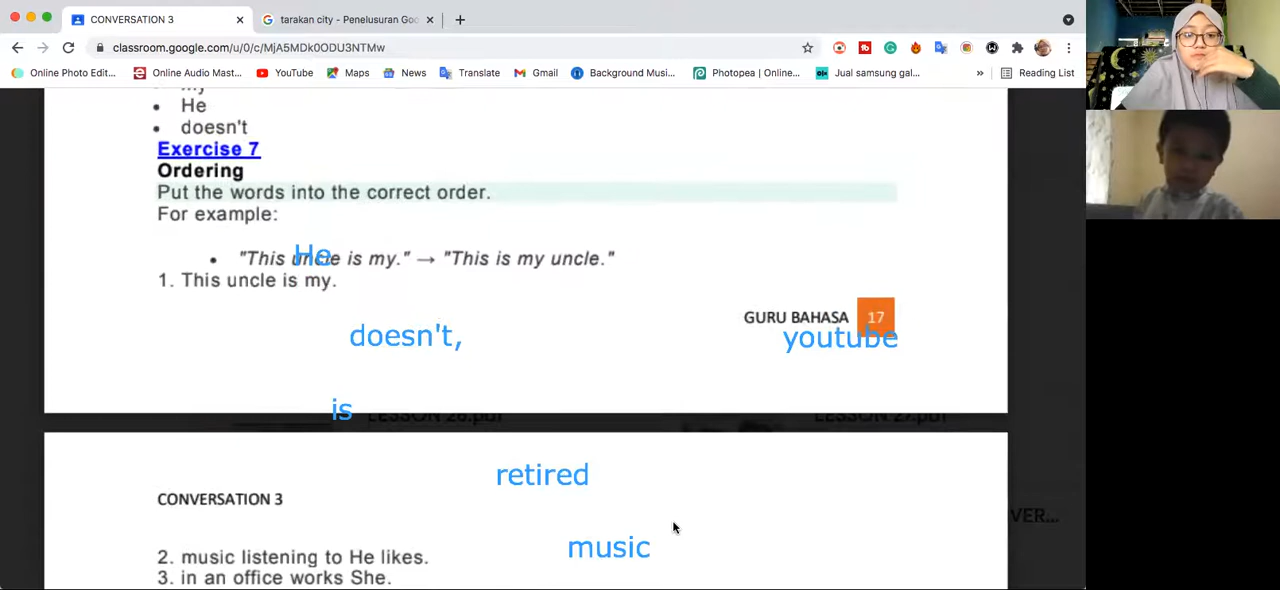 CONVERSATION 3
tarakan city - Penelusuran Goo
classroom.google.com/u/0/c/MjA5MDk0ODU3NTMw
Online Photo Edit...
Online Audio Mast...
YouTube
Maps
News
Translate
Gmail
Background Musi...
Photopea | Online...
Jual samsung gal...
»
Reading List
• He
• doesn't
Exercise 7
Ordering
Put the words into the correct order.
For example:
He
• "This uncle is my." → "This is my uncle."
1. This uncle is my.
GURU BAHASA 17
doesn't,
youtube
is
LESSON 27.pdf
retired
CONVERSATION 3
VER...
music
2. music listening to He likes.
3. in an office works She.